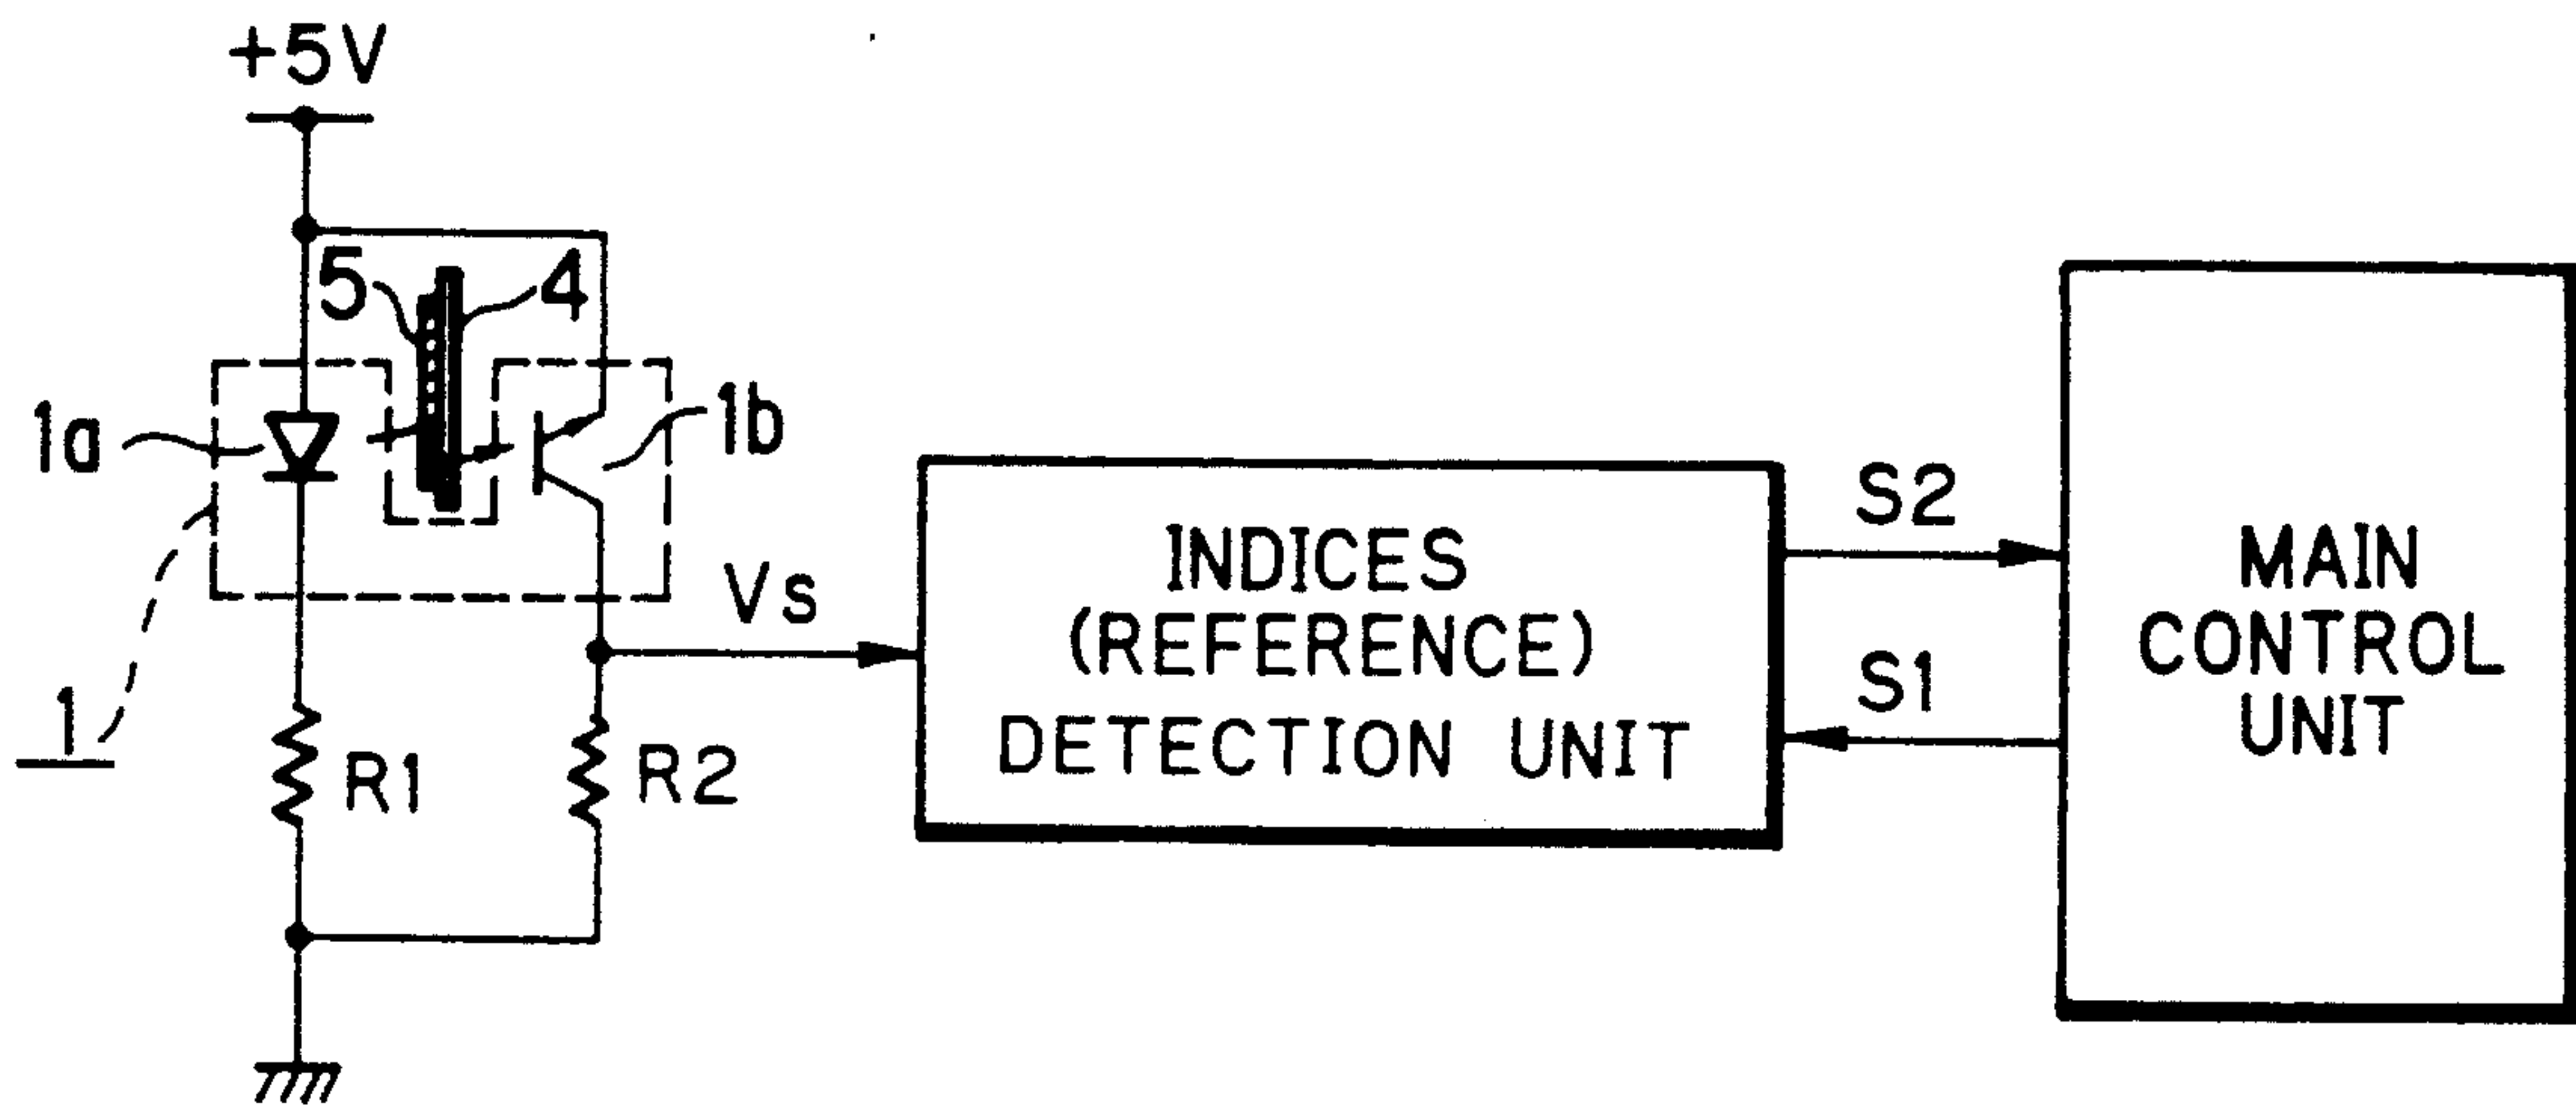 +5V
5
4
1a
1b
1
R1
R2
Vs
INDICES
(REFERENCE)
DETECTION UNIT
S2
S1
MAIN
CONTROL
UNIT